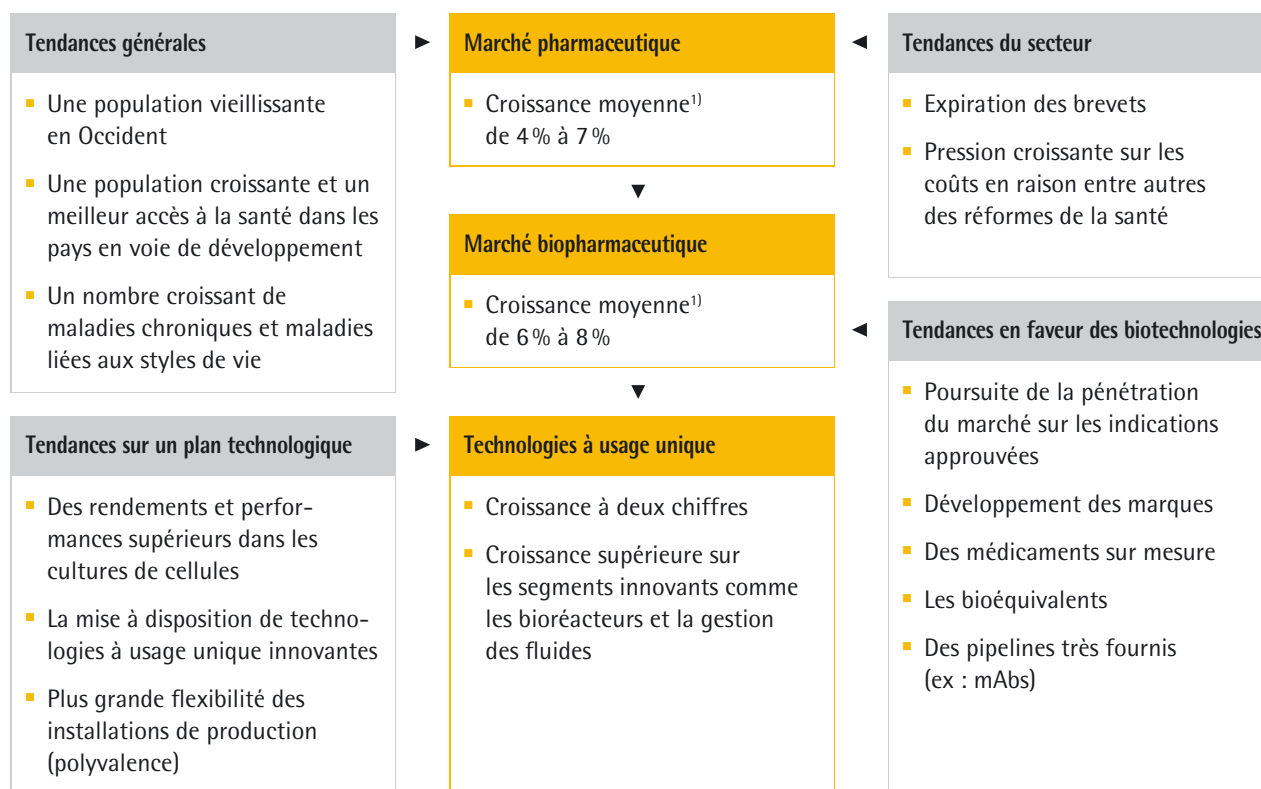 Tendances générales
Une population vieillissante
en Occident
Une population croissante et un
meilleur accès à la santé dans les
pays en voie de développement
Un nombre croissant de
maladies chroniques et maladies
liées aux styles de vie
Tendances sur un plan technologique
Des rendements et perfor-
mances supérieurs dans les
cultures de cellules
La mise à disposition de techno-
logies à usage unique innovantes
Plus grande flexibilité des
installations de production
(polyvalence)
Marché pharmaceutique
Croissance moyenne1)
de 4 % à 7 %
Marché biopharmaceutique
Croissance moyenne1)
de 6 % à 8 %
Technologies à usage unique
Croissance à deux chiffres
Croissance supérieure sur
les segments innovants comme
les bioréacteurs et la gestion
des fluides
Tendances du secteur
Expiration des brevets
Pression croissante sur les
coûts en raison entre autres
des réformes de la santé
Tendances en faveur des biotechnologies
Poursuite de la pénétration
du marché sur les indications
approuvées
Développement des marques
Des médicaments sur mesure
Les bioéquivalents
Des pipelines très fournis
(ex : mAbs)